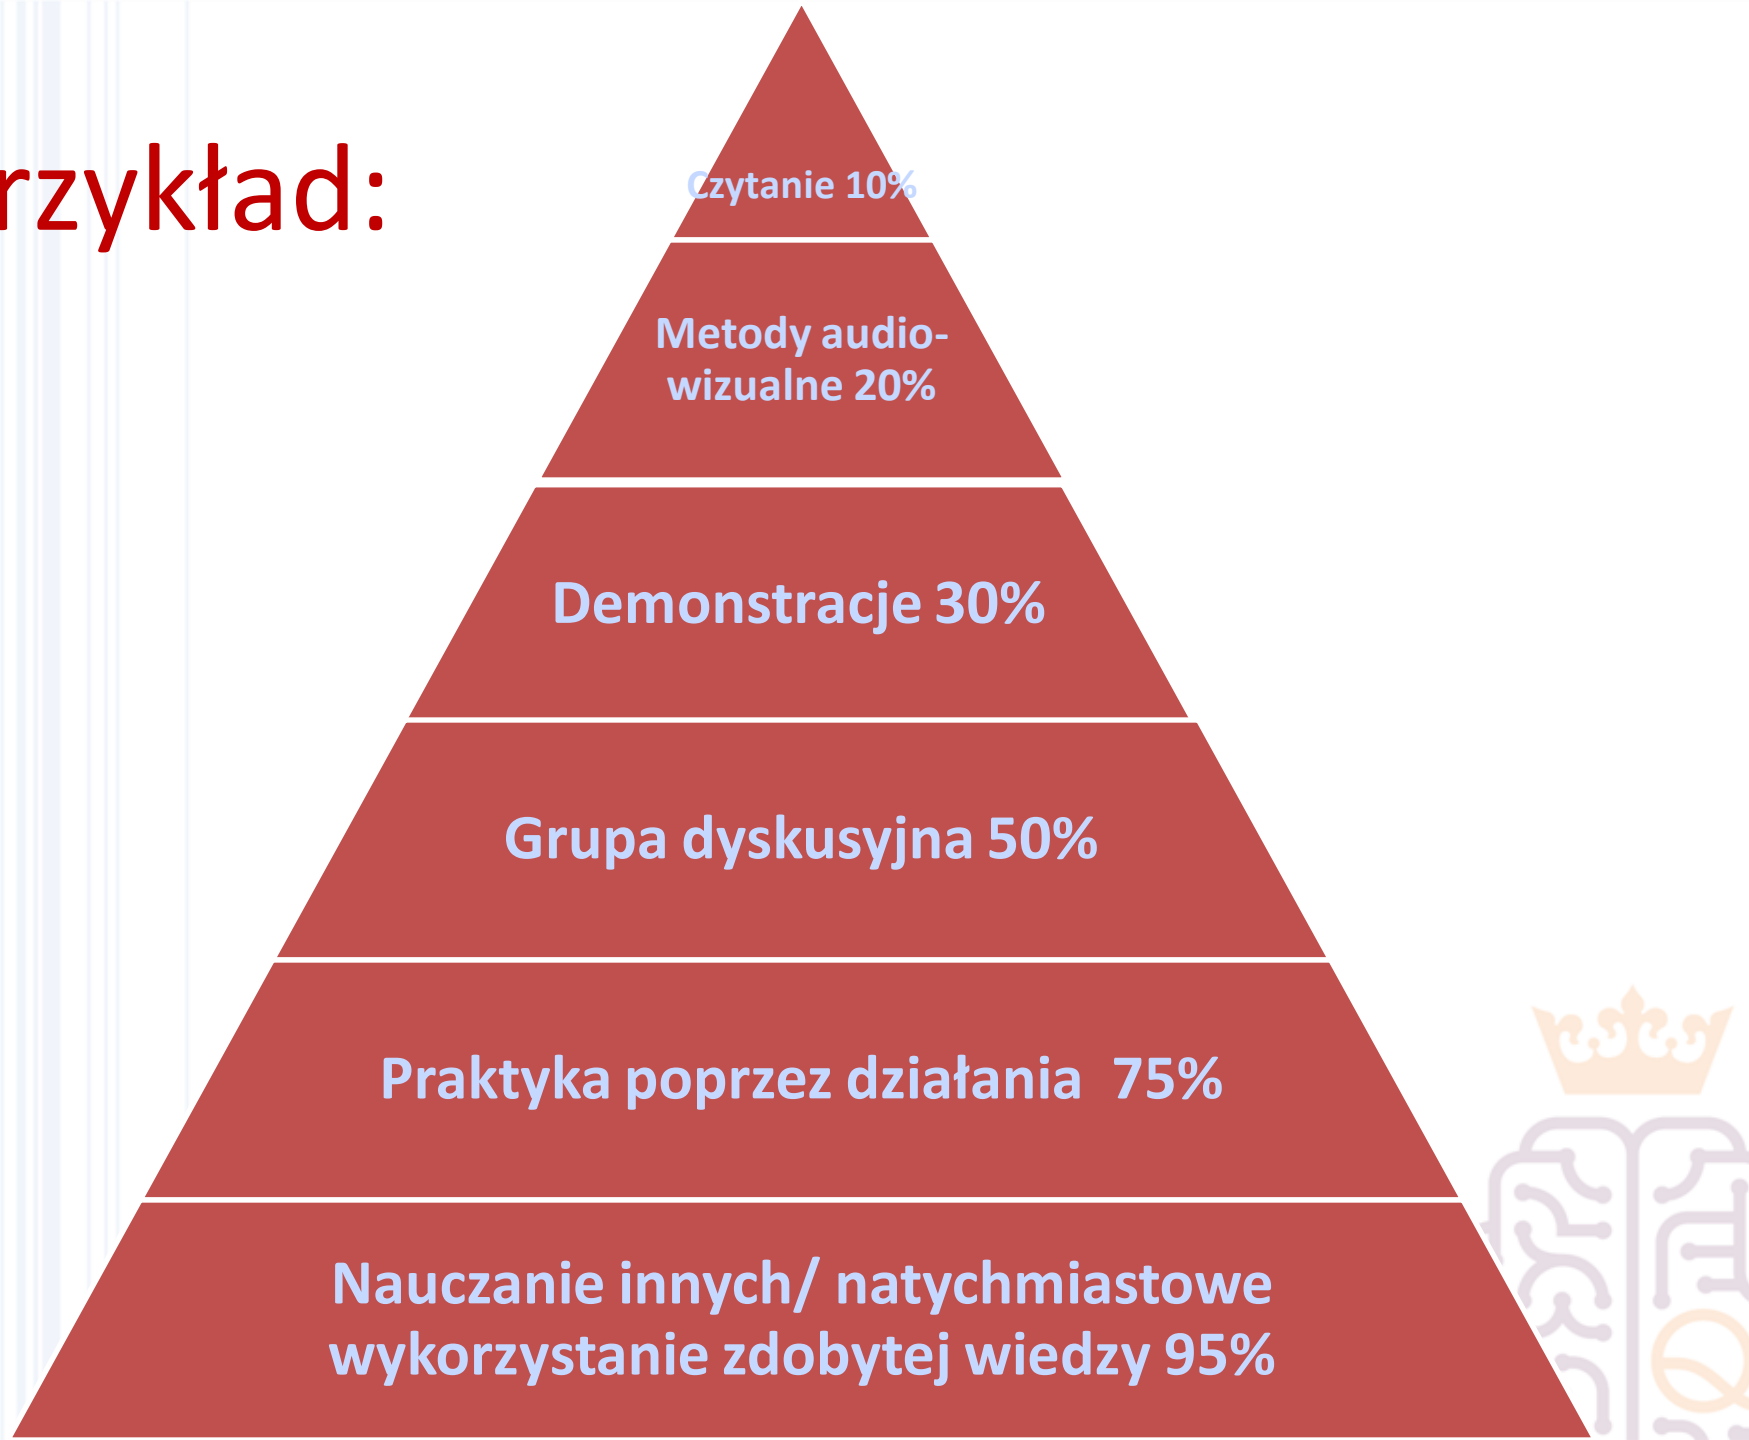 rzykład:
Czytanie 10%
Metody audio-
wizualne 20%
Demonstracje 30%
Grupa dyskusyjna 50%
Praktyka poprzez działania 75%
Nauczanie innych/ natychmiastowe
wykorzystanie zdobytej wiedzy 95%